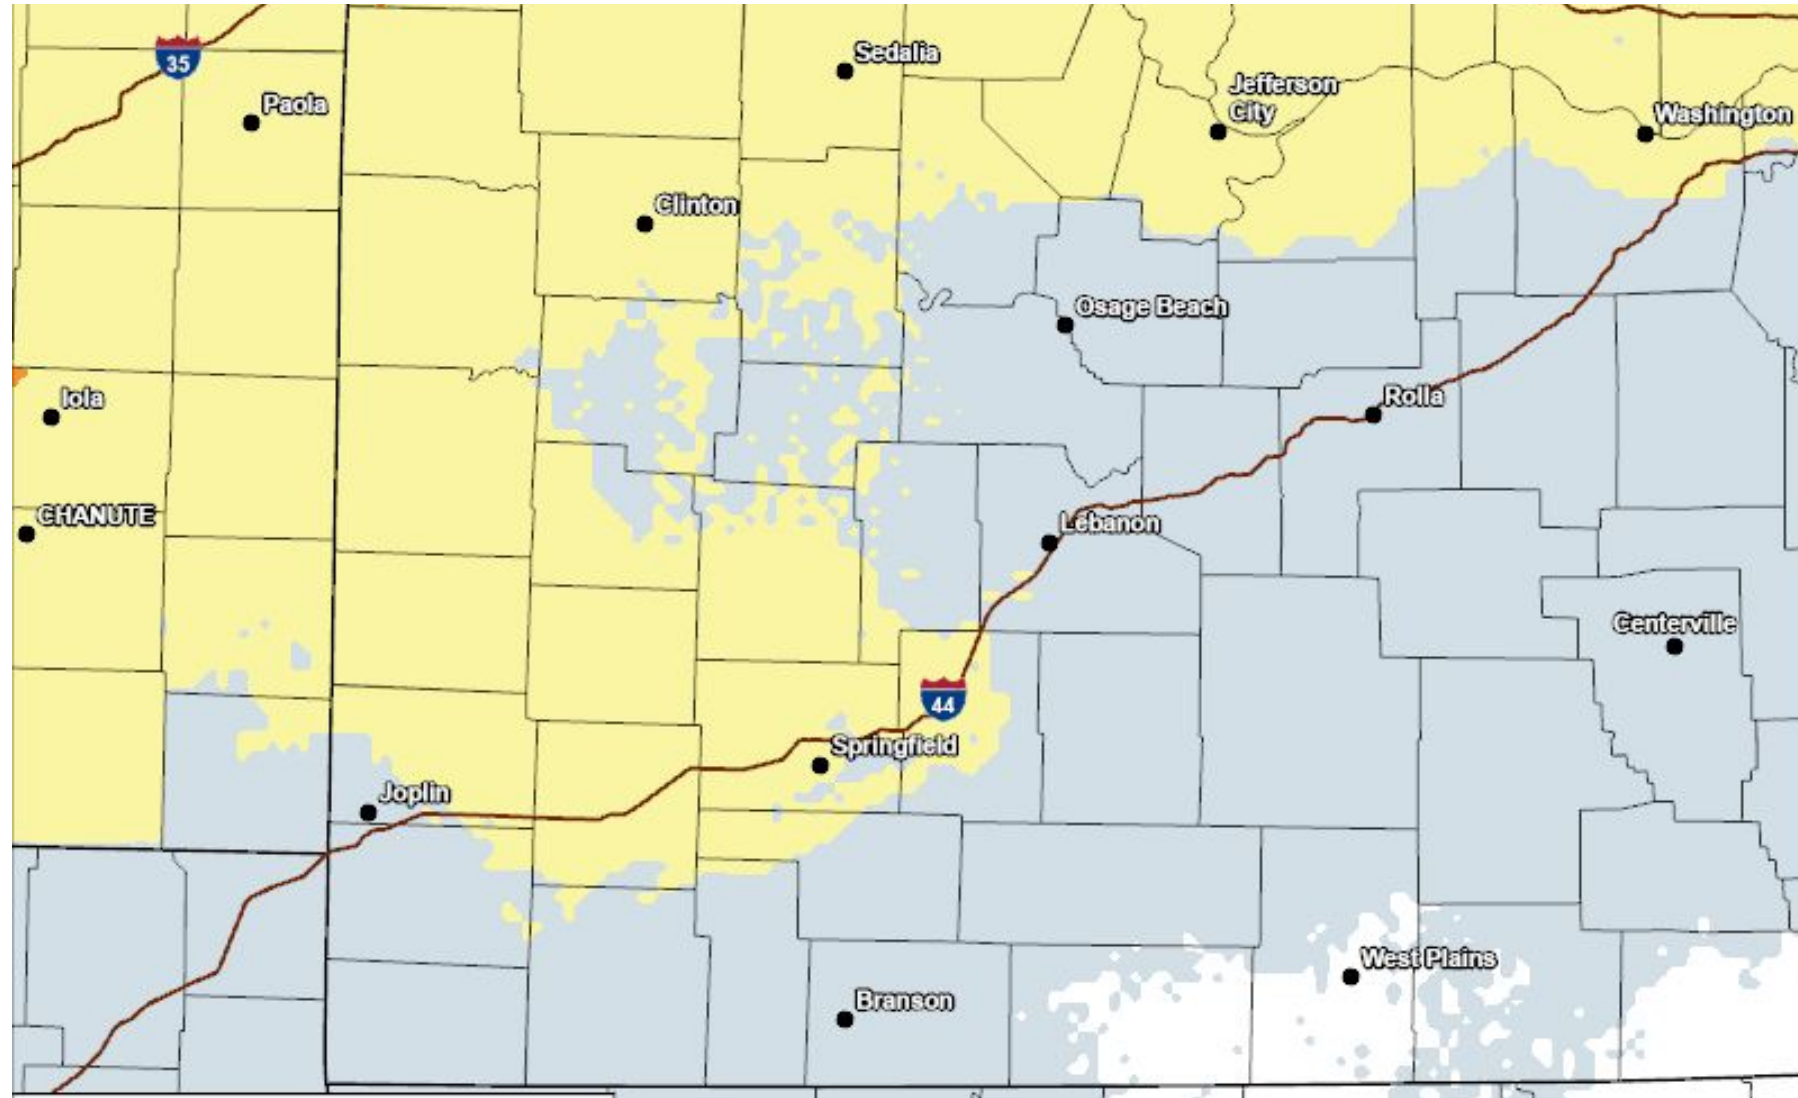 35
Sedalia
Paola
Jefferson
City
Washington
Clinton
Osage Beach
Iola
Rolla
CHANUTE
Lebanon
Centerville
44
Springfield
Joplin
West Plains
Branson